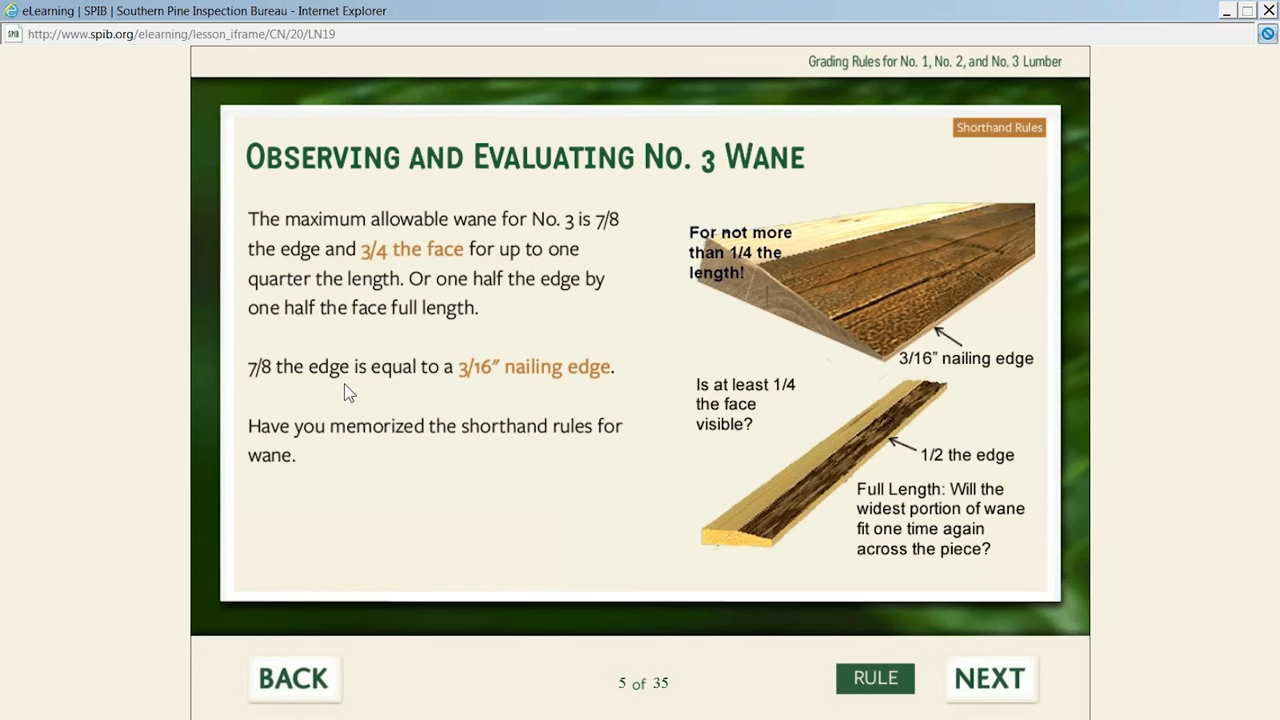 eLearning | SPIB | Southern Pine Inspection Bureau - Internet Explorer
SPIB http://www.spib.org/elearning/lesson_iframe/CN/20/LN19
Grading Rules for No. 1, No. 2, and No. 3 Lumber
Shorthand Rules
OBSERVING AND EVALUATING NO. 3 WANE
The maximum allowable wane for No. 3 is 7/8
the edge and 3/4 the face for up to one
quarter the length. Or one half the edge by
one half the face full length.
7/8 the edge is equal to a 3/16″ nailing edge.
Have you memorized the shorthand rules for
wane.
For not more
than 1/4 the
length!
3/16” nailing edge
Is at least 1/4
the face
visible?
1/2 the edge
Full Length: Will the
widest portion of wane
fit one time again
across the piece?
BACK
5 of 35
RULE
NEXT